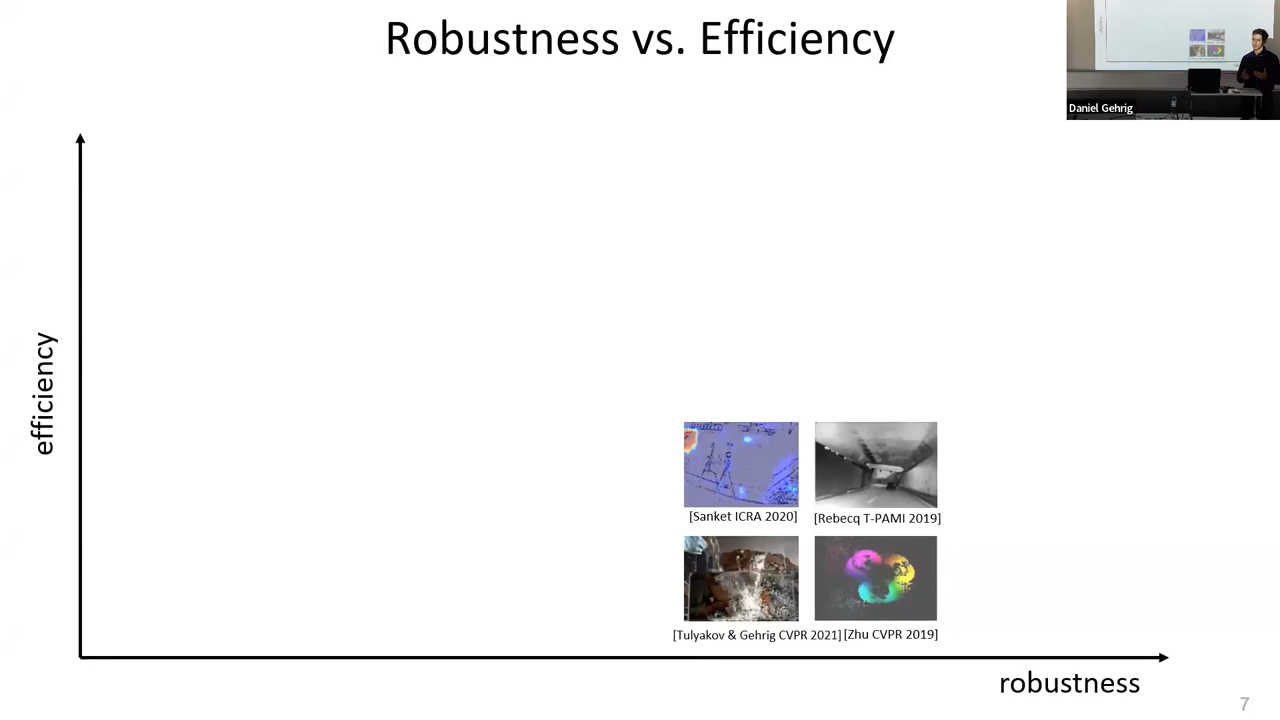 Robustness vs. Efficiency
Daniel Gehrig
efficiency
[Sanket ICRA 2020]
[Rebecq T-PAMI 2019]
[Tulyakov & Gehrig CVPR 2021]
[Zhu CVPR 2019]
robustness
7